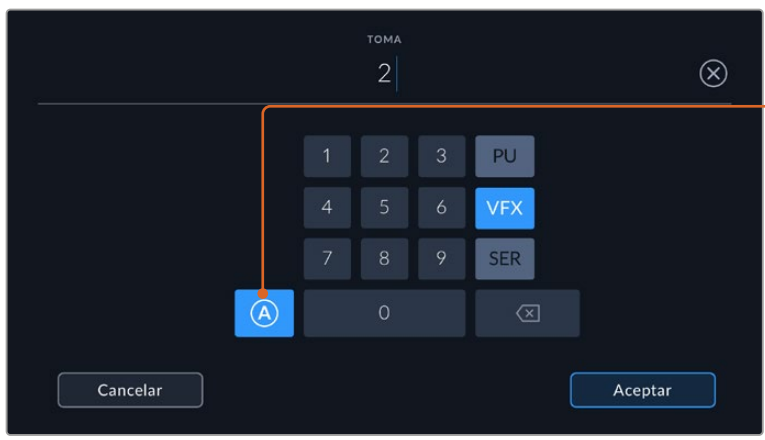 TOMA
2
1 2 3 PU
4 5 6 VFX
7 8 9 SER
A 0
Cancelar Aceptar